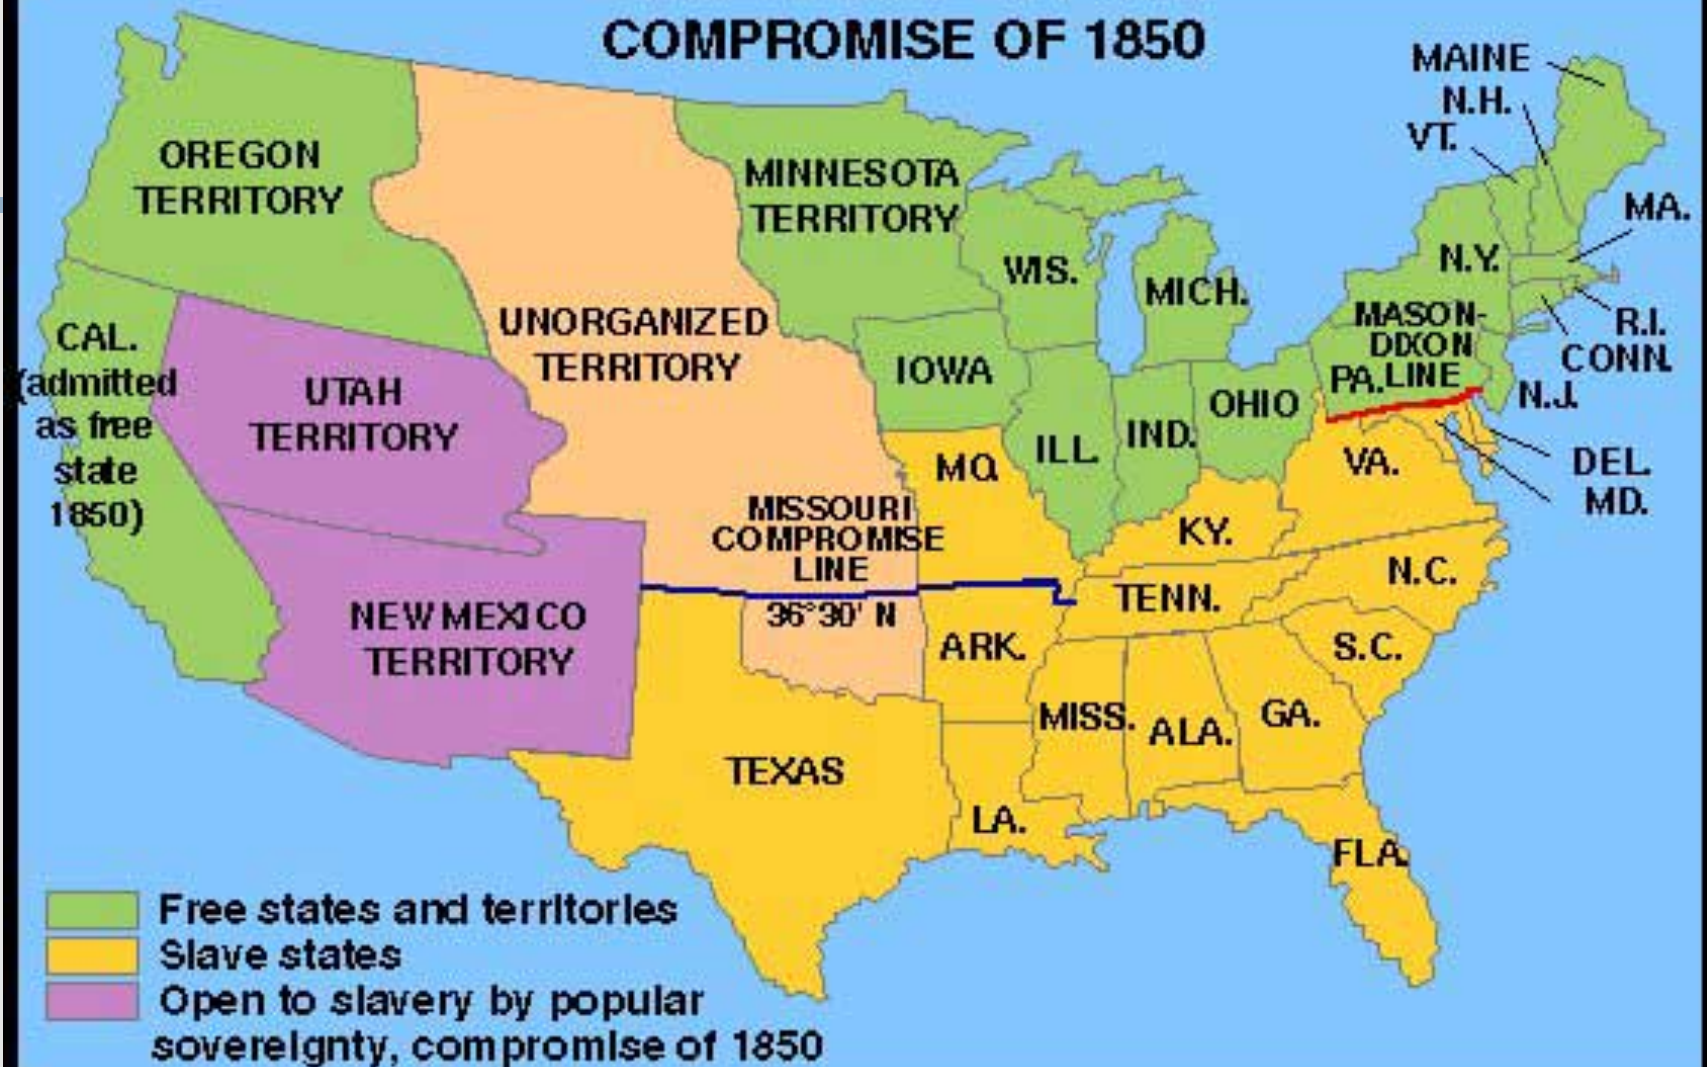 COMPROMISE OF 1850
MAINE
N.H.
VT.
OREGON
TERRITORY
MINNESOTA
TERRITORY
MA.
WIS.
N.Y.
MICH.
UNORGANIZED
TERRITORY
MASON-
DIXON
LINE
R.I.
CONN.
CAL.
(admitted
as free
state
1850)
UTAH
TERRITORY
IOWA
PA.
N.J.
OHIO
ILL.
IND.
MO.
VA.
DEL.
MD.
MISSOURI
COMPROMISE
LINE
36°30' N
KY.
N.C.
TENN.
NEW MEXICO
TERRITORY
ARK.
S.C.
MISS.
ALA.
GA.
TEXAS
LA.
FLA.
Free states and territories
Slave states
Open to slavery by popular
sovereignty, compromise of 1850